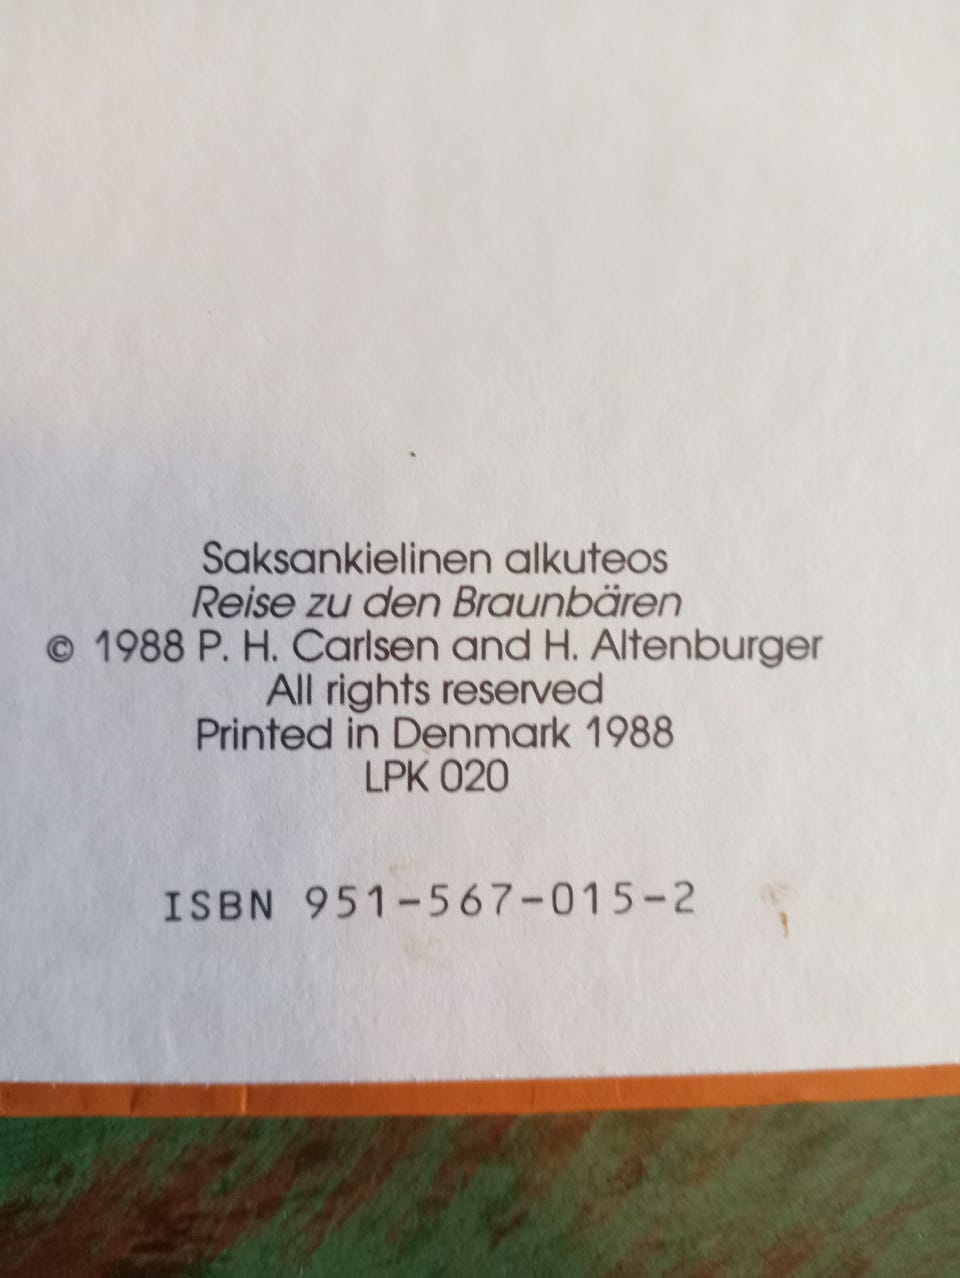 Saksankielinen alkuteos
Reise zu den Braunbären
© 1988 P. H. Carlsen and H. Altenburger
All rights reserved
Printed in Denmark 1988
LPK 020
ISBN 951-567-015-2